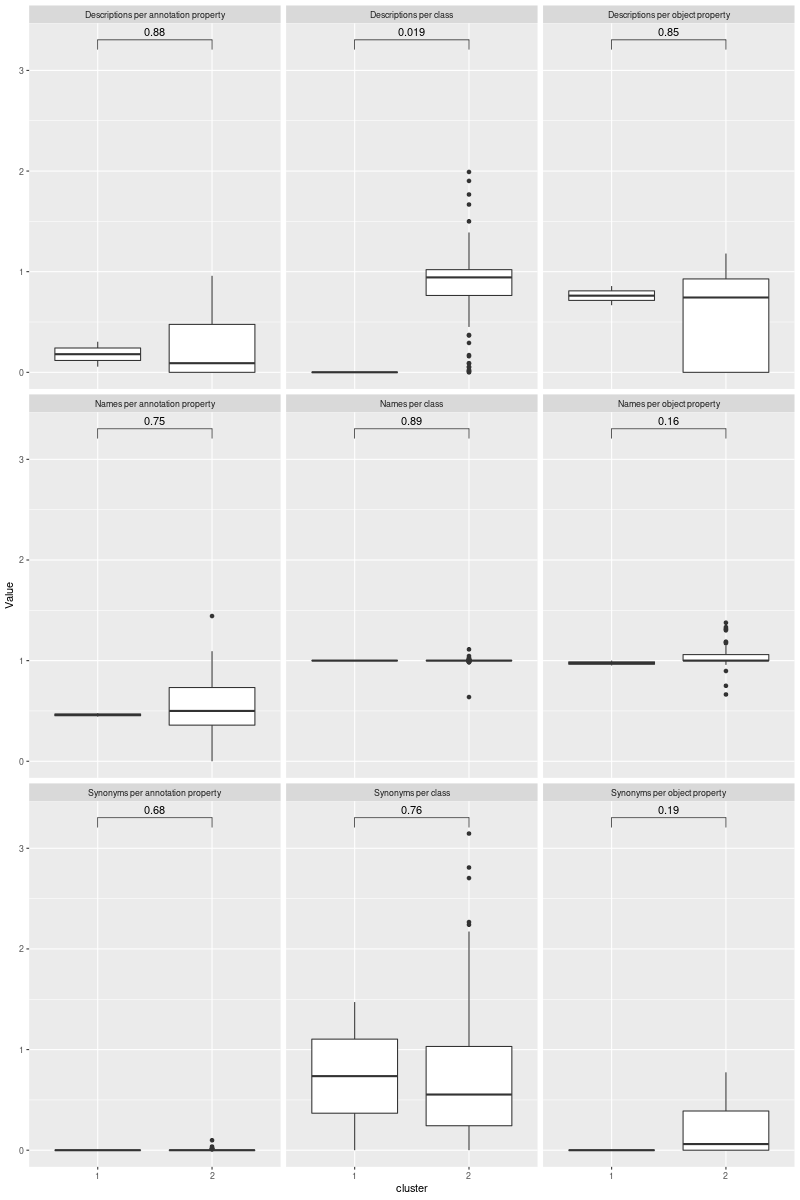 Descriptions per annotation property
Descriptions per class
Descriptions per object property
0.88
0.019
0.85
3
2
1
0
Names per annotation property
Names per class
Names per object property
0.75
0.89
0.16
3
2
1
0
Value
Synonyms per annotation property
Synonyms per class
Synonyms per object property
0.68
0.76
0.19
3
2
1
0
1 2 1 2 1 2
cluster